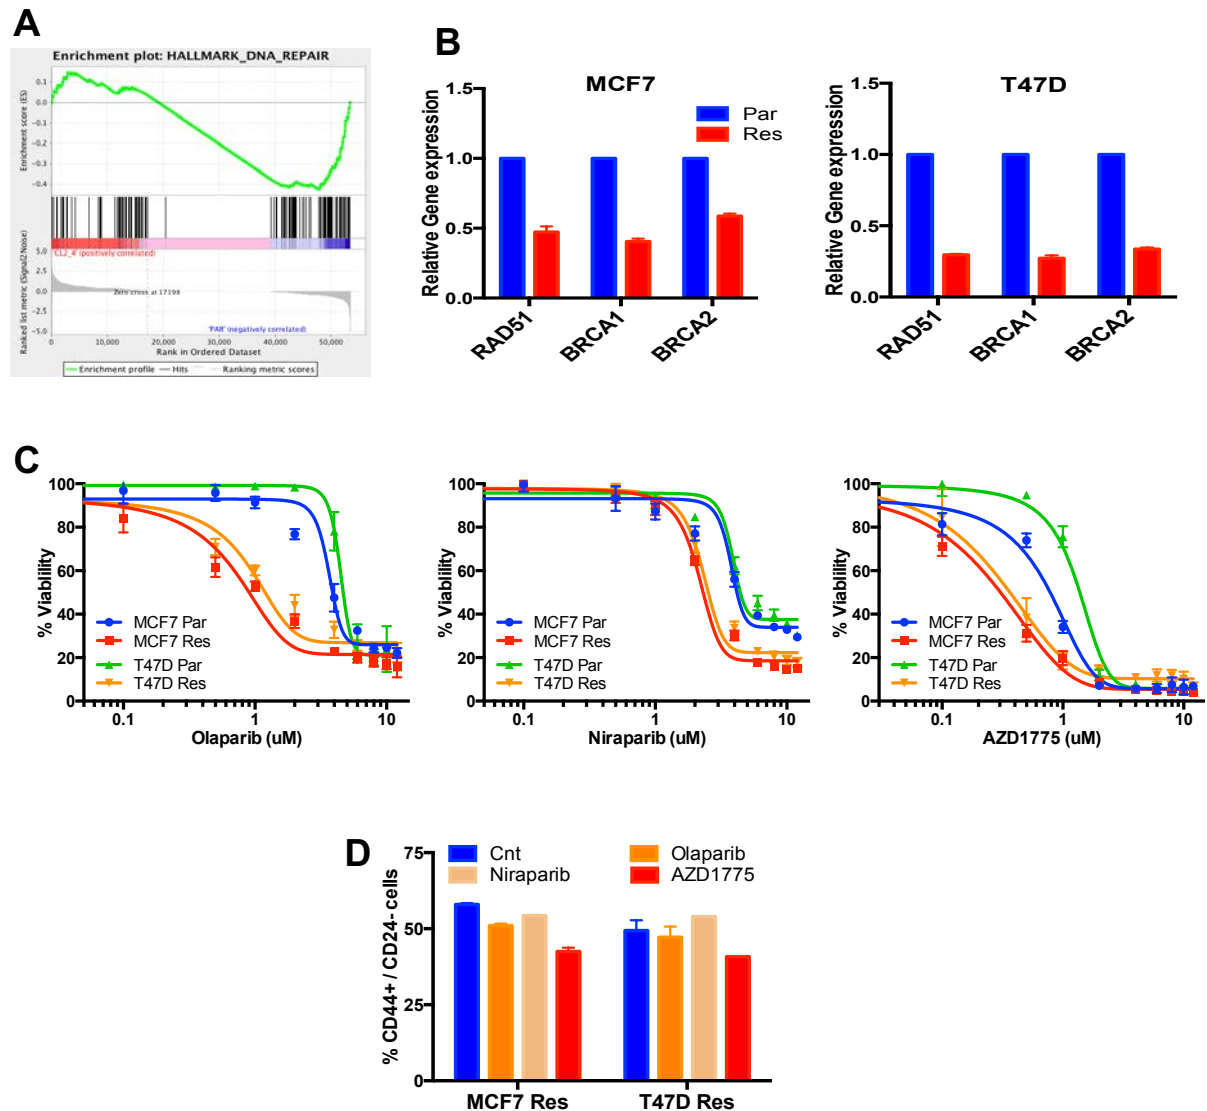 A
Enrichment plot: HALLMARK_DNA_REPAIR
Enrichment score (ES)
0.1
0.0
-0.1
-0.2
-0.3
-0.4
'CL2_4' (positively correlated)
Ranked list metric (Signal2Noise)
5.0
2.5
0.0
-2.5
-5.0
Zero cross at 17198
'PAR' (negatively correlated)
0 10,000 20,000 30,000 40,000 50,000
Rank in Ordered Dataset
Enrichment profile Hits Ranking metric scores
B
MCF7
Relative Gene expression
1.5
1.0
0.5
0.0
Par
Res
RAD51 BRCA1 BRCA2
T47D
Relative Gene expression
1.5
1.0
0.5
0.0
RAD51 BRCA1 BRCA2
C
% Viablility
100
80
60
40
20
0
MCF7 Par
MCF7 Res
T47D Par
T47D Res
0.1 1 10
Olaparib (uM)
% Viablility
100
80
60
40
20
0
MCF7 Par
MCF7 Res
T47D Par
T47D Res
0.1 1 10
Niraparib (uM)
% Viablility
100
80
60
40
20
0
MCF7 Par
MCF7 Res
T47D Par
T47D Res
0.1 1 10
AZD1775 (uM)
D
% CD44+ / CD24- cells
75
50
25
0
Cnt Olaparib
Niraparib AZD1775
MCF7 Res T47D Res